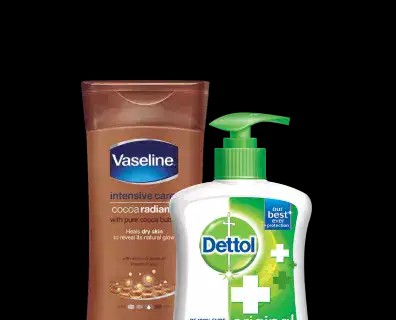 Vaseline
intensive care
cocoa radiant
with pure cocoa butter
Heals dry skin
to reveal its natural glow
our
best
ever
protection
Dettol
original